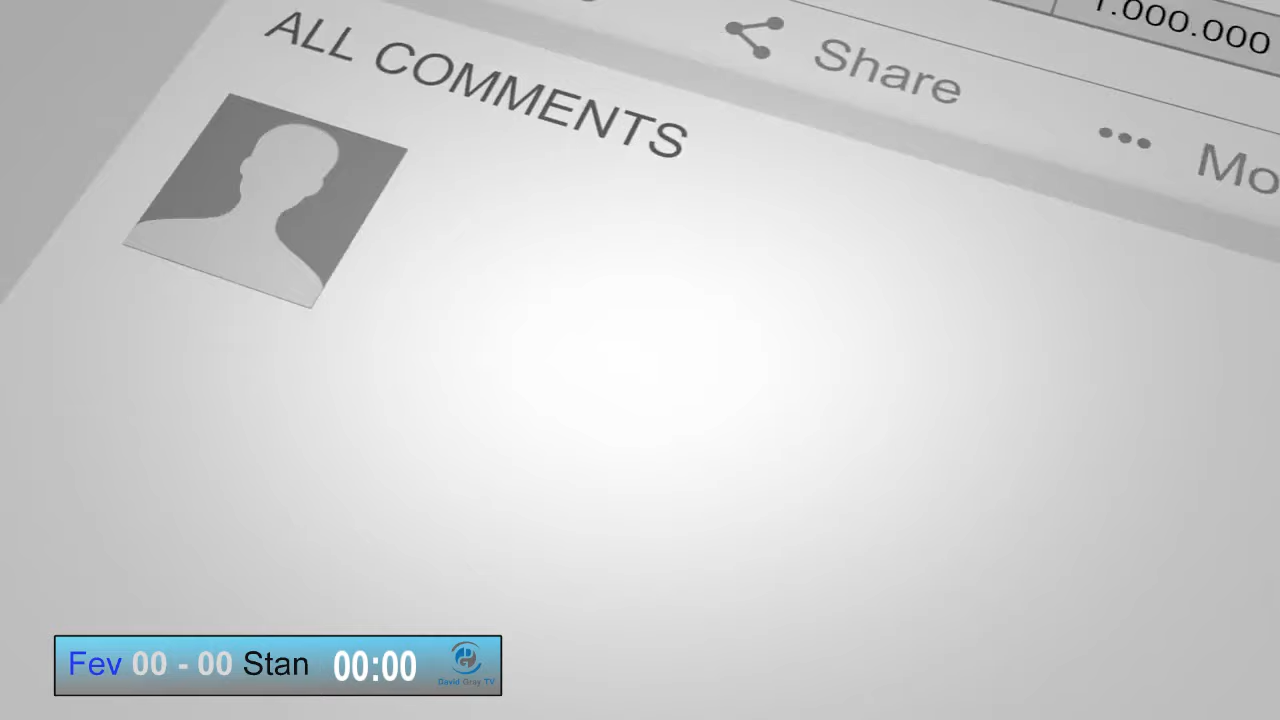 1.000.000
Share
••• Mo
ALL COMMENTS
Fev 00 - 00 Stan 00:00
David Gray TV